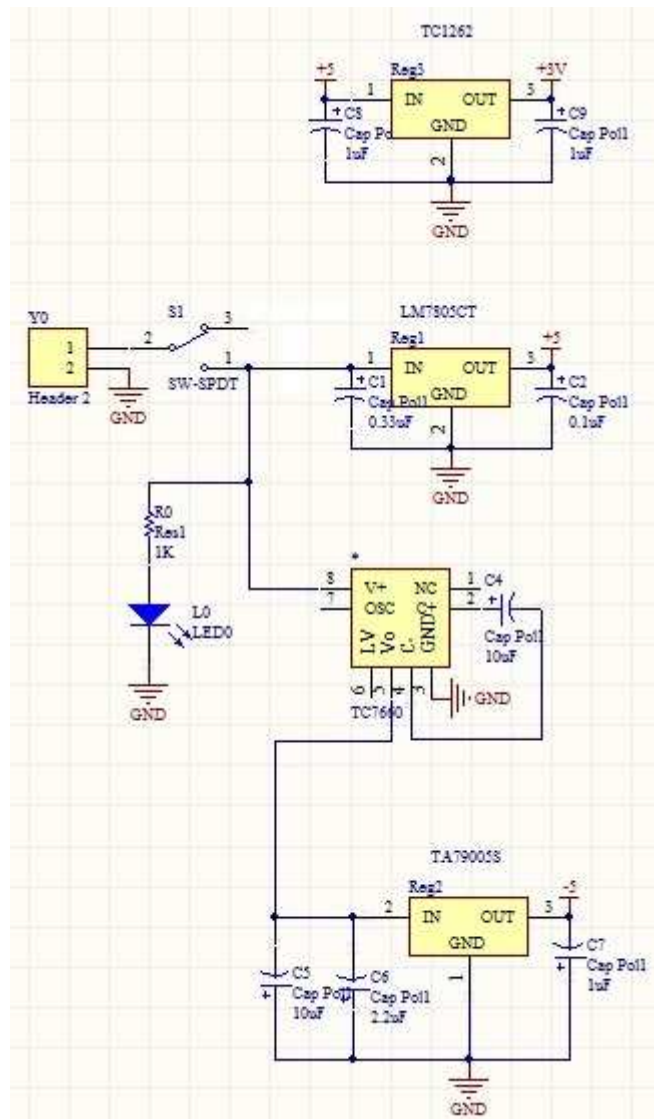 TC1262
+5
Reg3
+3V
1
IN
OUT
3
C8
Cap Pol1
1uF
GND
2
C9
Cap Pol1
1uF
GND
Y0
S1
3
2
1
1
2
Header 2
GND
SW-SPDT
LM7805CT
Reg1
+5
1
IN
OUT
3
C1
Cap Pol1
0.33uF
GND
2
C2
Cap Pol1
0.1uF
GND
R0
Res1
1K
L0
LED0
GND
*
8
V+
NC
1
7
OSC
2
C4
Cap Pol1
10uF
LV
Vo
C-
GND
C+
6
5
4
3
GND
TC7660
TA79005S
Reg2
-5
2
IN
OUT
3
GND
1
C5
Cap Pol1
10uF
C6
Cap Pol1
2.2uF
C7
Cap Pol1
1uF
GND